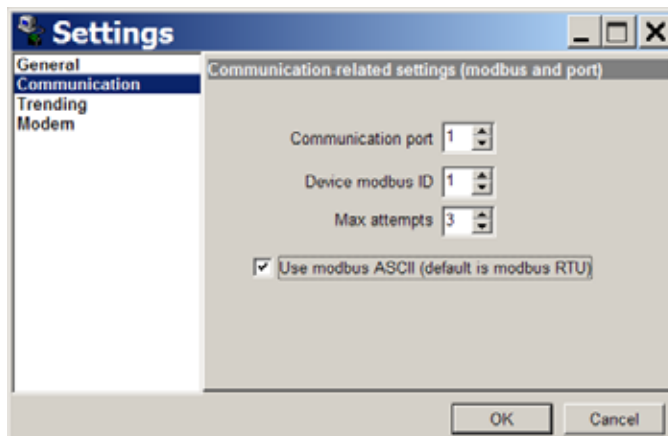 Settings
General
Communication
Trending
Modem
Communication-related settings (modbus and port)
Communication port 1
Device modbus ID 1
Max attempts 3
Use modbus ASCII (default is modbus RTU)
OK Cancel